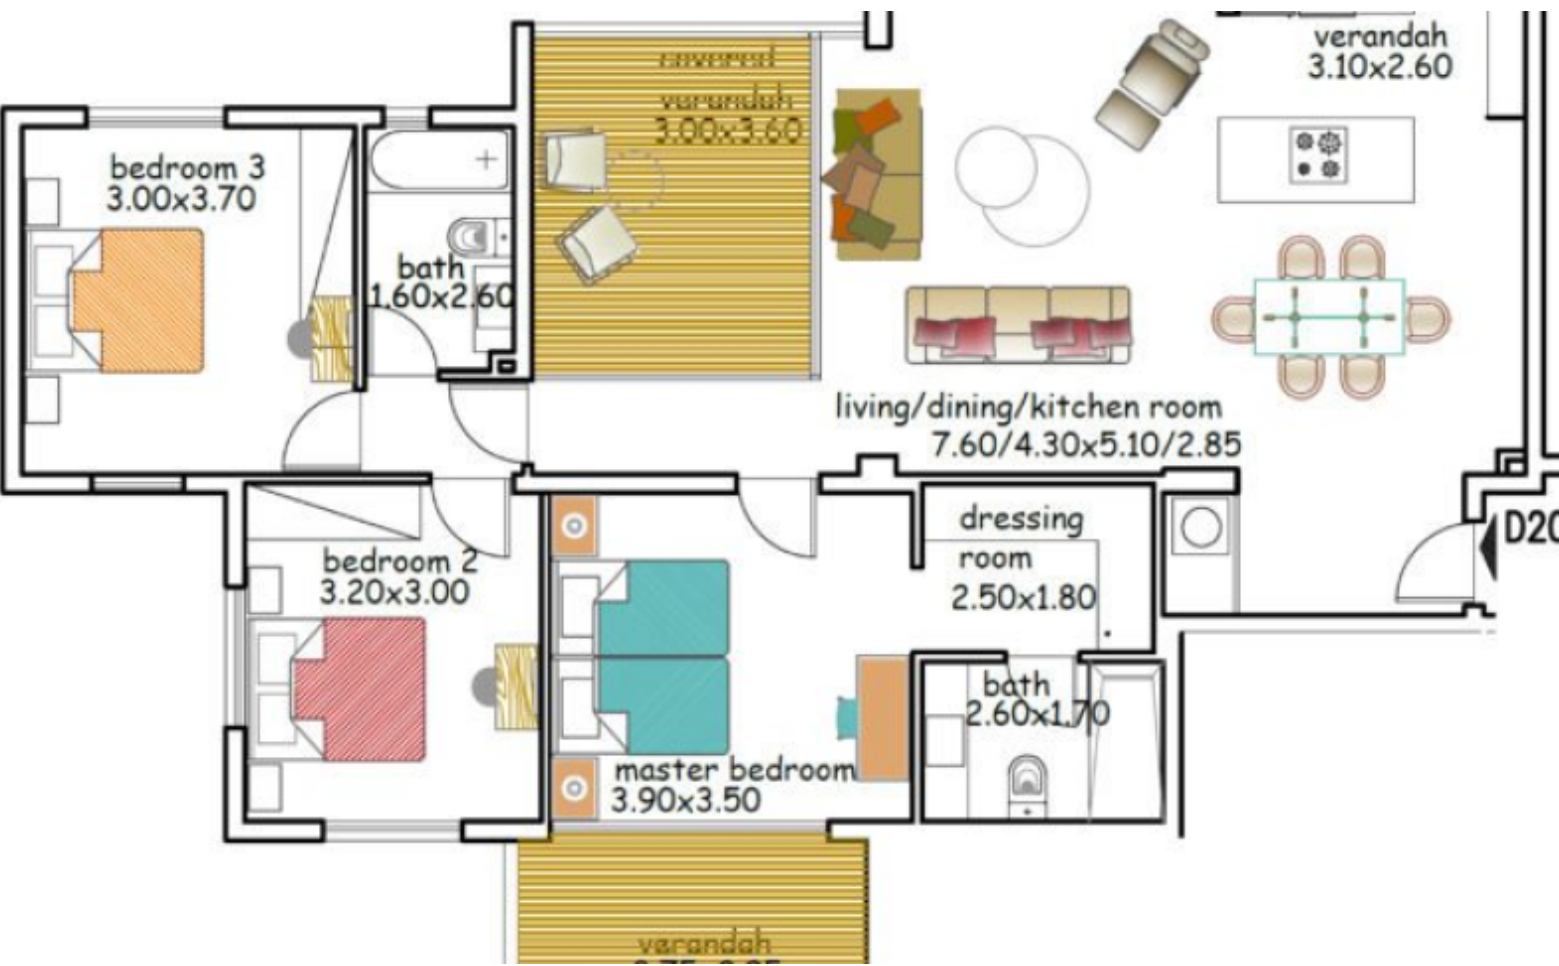 covered
verandah
3.00x3.60
verandah
3.10x2.60
bedroom 3
3.00x3.70
bath
1.60x2.60
living/dining/kitchen room
7.60/4.30x5.10/2.85
bedroom 2
3.20x3.00
dressing
room
2.50x1.80
D20
bath
2.60x1.70
master bedroom
3.90x3.50
verandah